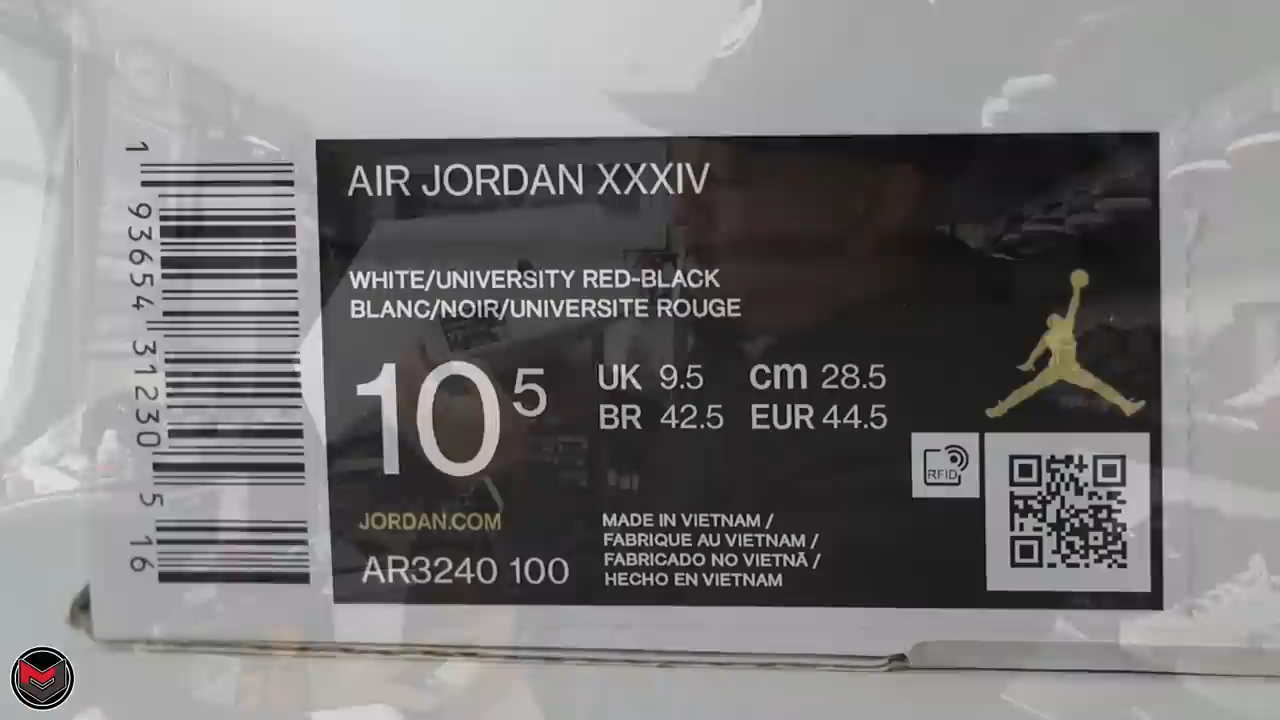 1 93654 31230 5 16
AIR JORDAN XXXIV
WHITE/UNIVERSITY RED-BLACK
BLANC/NOIR/UNIVERSITE ROUGE
10 5
UK 9.5 cm 28.5
BR 42.5 EUR 44.5
RFID
JORDAN.COM
AR3240 100
MADE IN VIETNAM /
FABRIQUE AU VIETNAM /
FABRICADO NO VIETNÃ /
HECHO EN VIETNAM